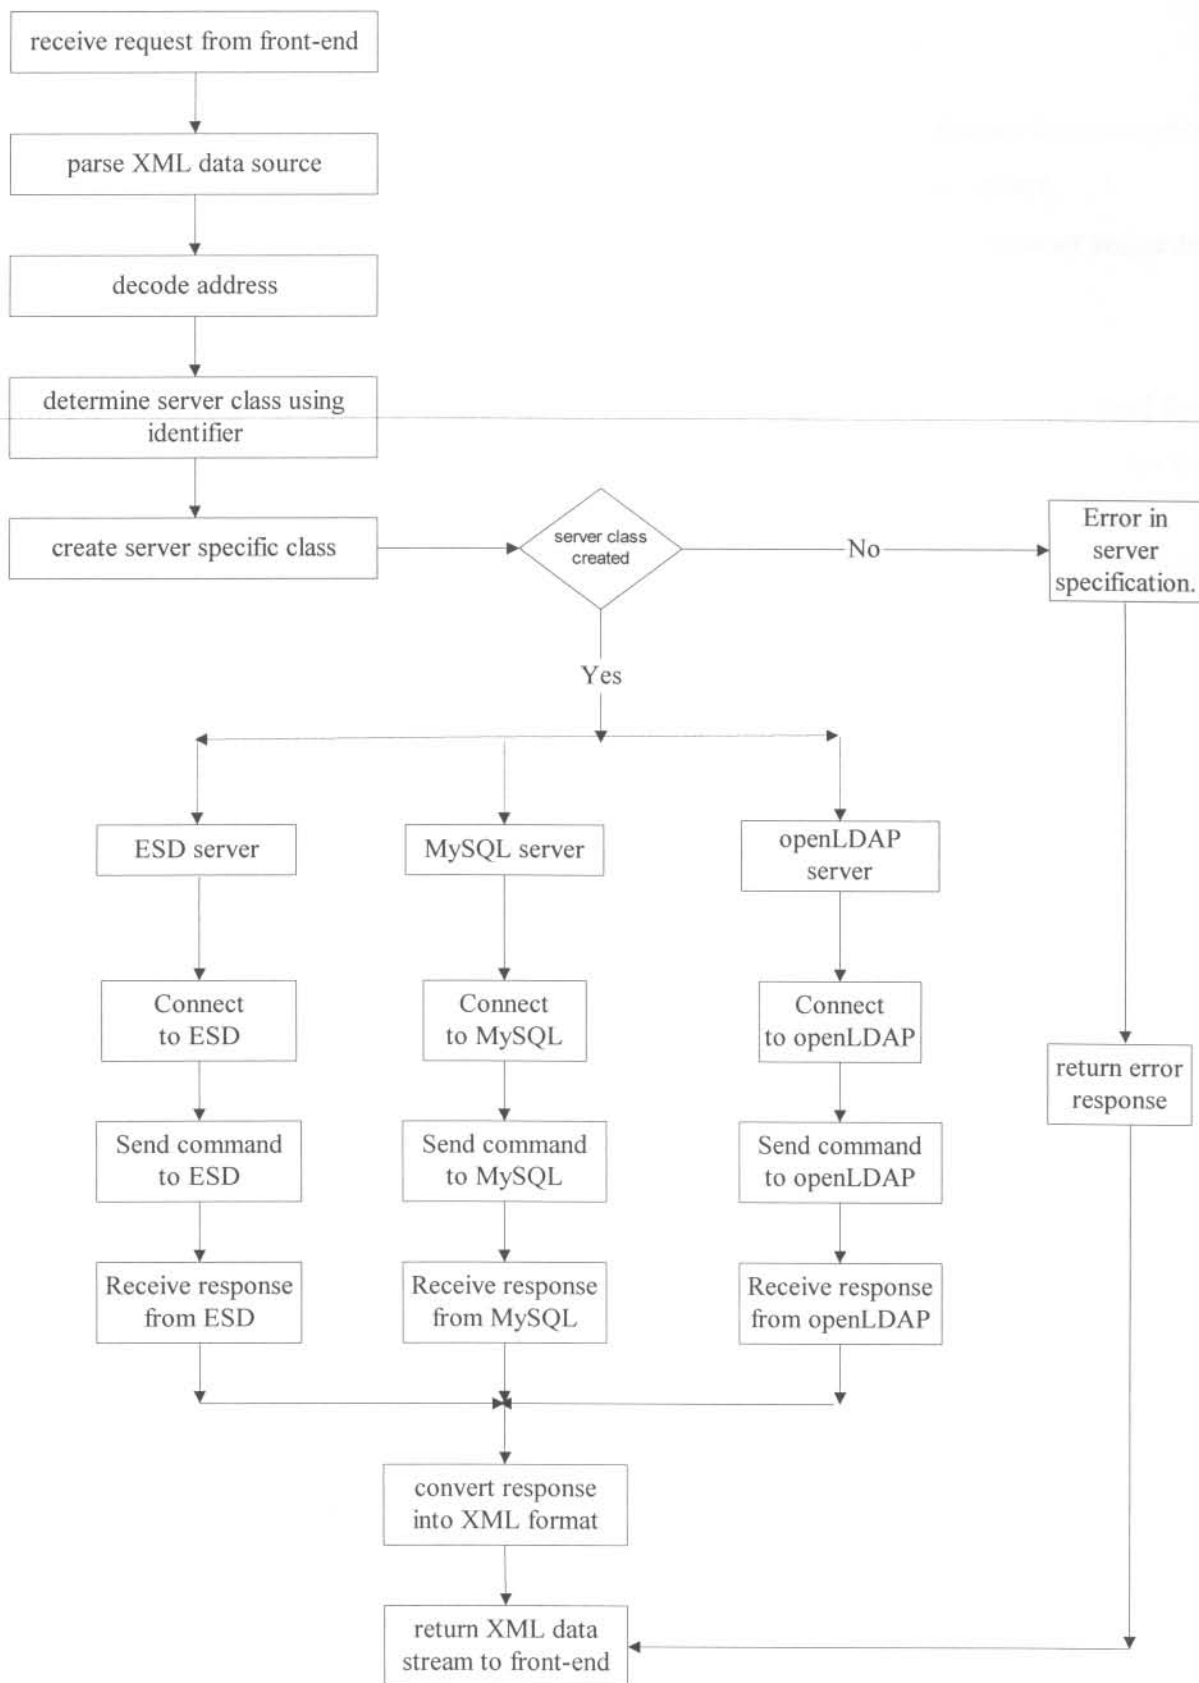 receive request from front-end
parse XML data source
decode address
determine server class using
identifier
create server specific class
server class
created
No
Error in
server
specification.
Yes
ESD server
MySQL server
openLDAP
server
Connect
to ESD
Connect
to MySQL
Connect
to openLDAP
return error
response
Send command
to ESD
Send command
to MySQL
Send command
to openLDAP
Receive response
from ESD
Receive response
from MySQL
Receive response
from openLDAP
convert response
into XML format
return XML data
stream to front-end